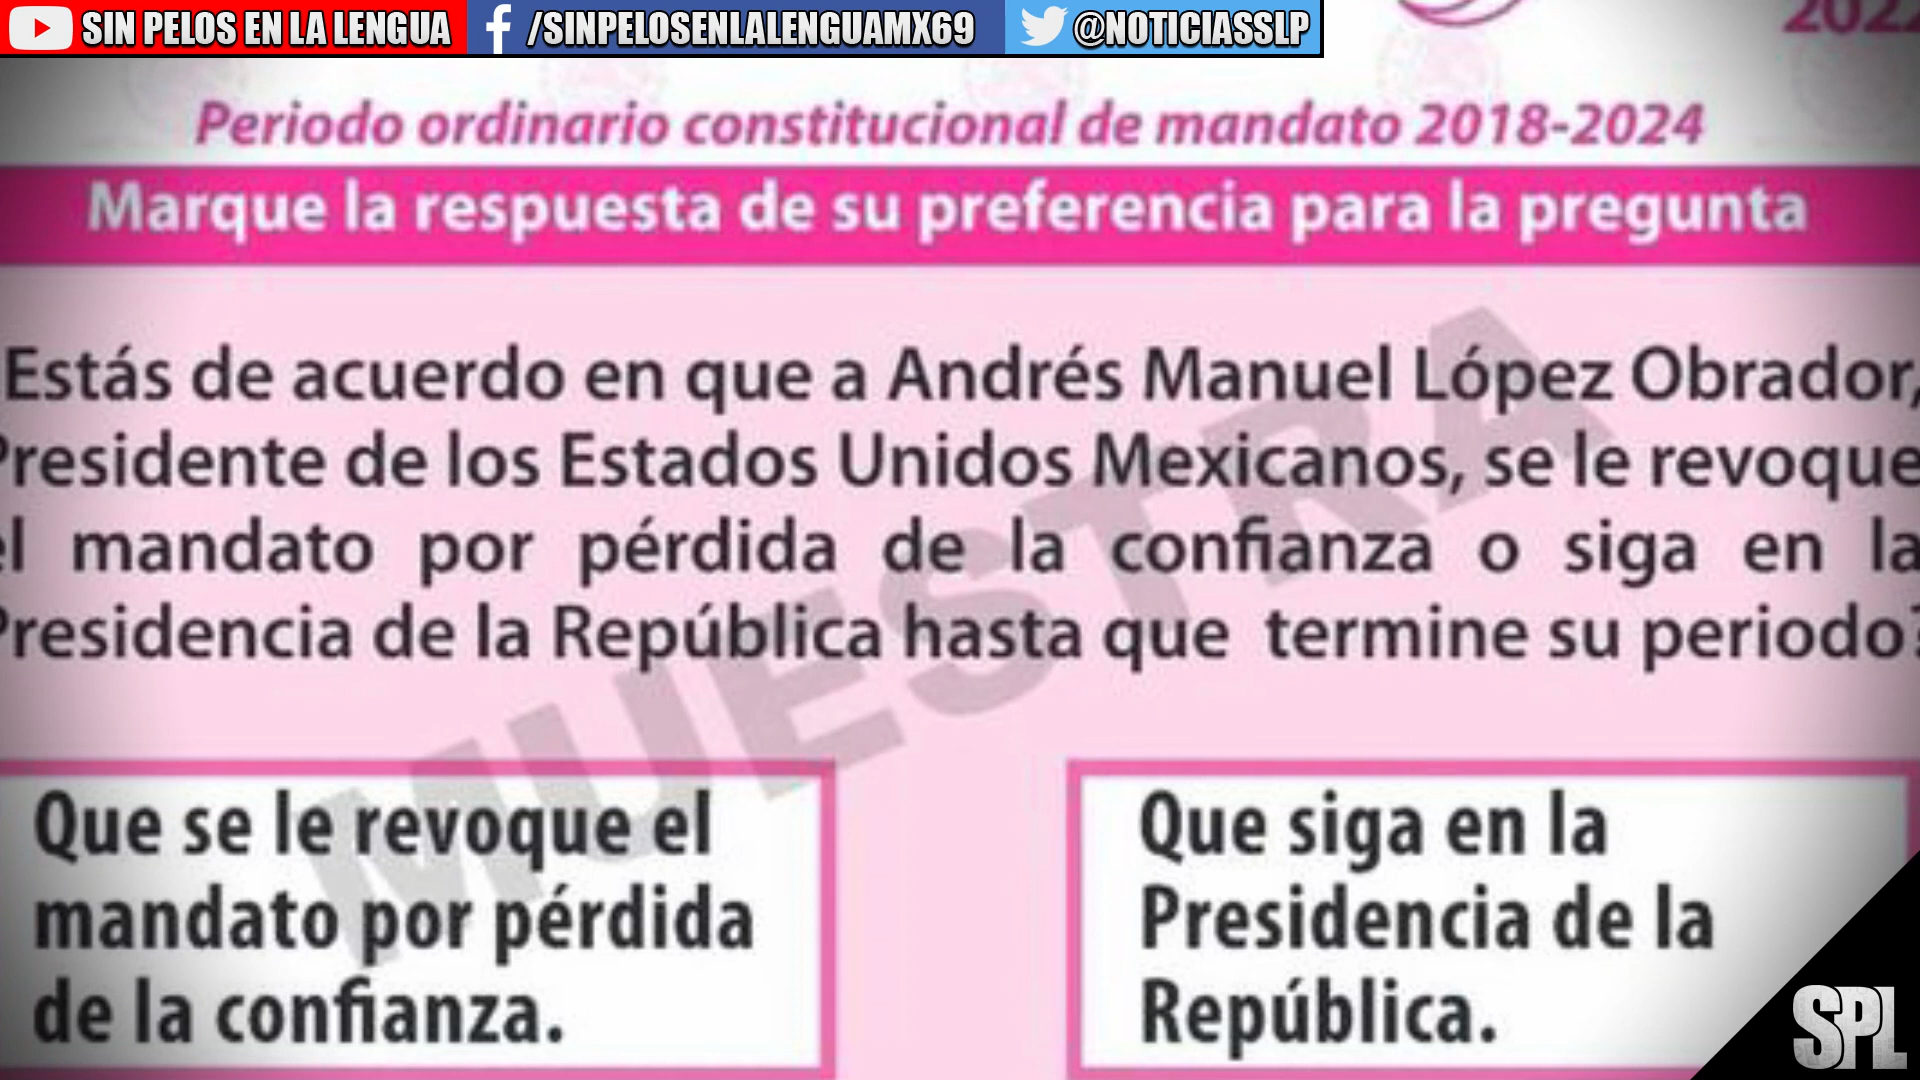 SIN PELOS EN LA LENGUA /SINPELOSENLALENGUAMX69 @NOTICIASSLP
2022
Periodo ordinario constitucional de mandato 2018-2024
Marque la respuesta de su preferencia para la pregunta
Estás de acuerdo en que a Andrés Manuel López Obrador,
Presidente de los Estados Unidos Mexicanos, se le revoque
el mandato por pérdida de la confianza o siga en la
Presidencia de la República hasta que termine su periodo?
MUESTRA
Que se le revoque el
mandato por pérdida
de la confianza.
Que siga en la
Presidencia de la
República.
SPL